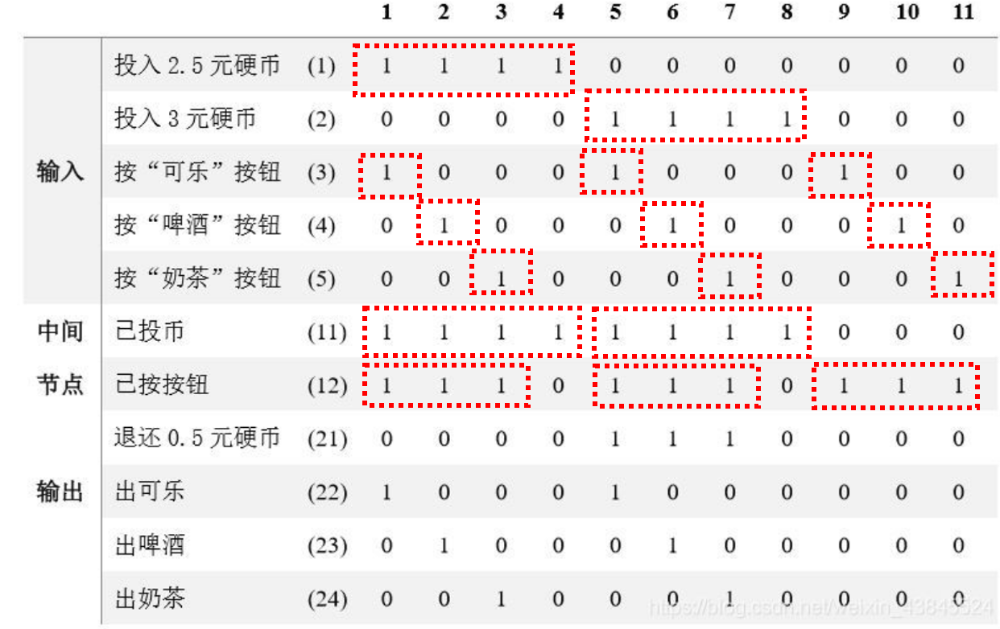 1 2 3 4 5 6 7 8 9 10 11
投入 2.5 元硬币 (1) 1 1 1 1 0 0 0 0 0 0 0
投入 3 元硬币 (2) 0 0 0 0 1 1 1 1 0 0 0
输入 按“可乐”按钮 (3) 1 0 0 0 1 0 0 0 1 0 0
按“啤酒”按钮 (4) 0 1 0 0 0 1 0 0 0 1 0
按“奶茶”按钮 (5) 0 0 1 0 0 0 1 0 0 0 1
中间 已投币 (11) 1 1 1 1 1 1 1 1 0 0 0
节点 已按按钮 (12) 1 1 1 0 1 1 1 0 1 1 1
退还 0.5 元硬币 (21) 0 0 0 0 1 1 1 0 0 0 0
输出 出可乐 (22) 1 0 0 0 1 0 0 0 0 0 0
出啤酒 (23) 0 1 0 0 0 1 0 0 0 0 0
出奶茶 (24) 0 0 1 0 0 0 1 0 0 0 0
https://blog.csdn.net/weixin_43845524